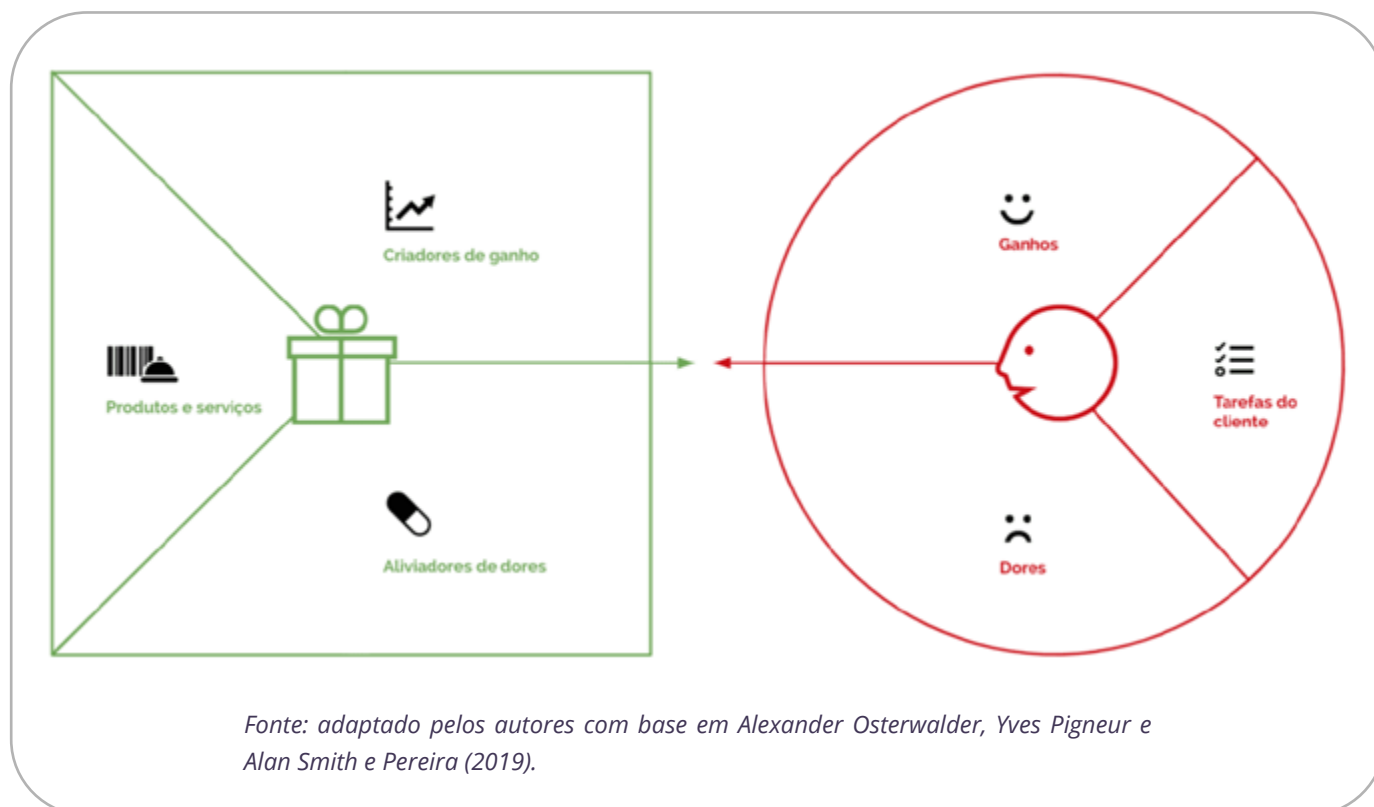 Criadores de ganho
Produtos e serviços
Aliviadores de dores
Ganhos
Tarefas do
cliente
Dores
Fonte: adaptado pelos autores com base em Alexander Osterwalder, Yves Pigneur e
Alan Smith e Pereira (2019).